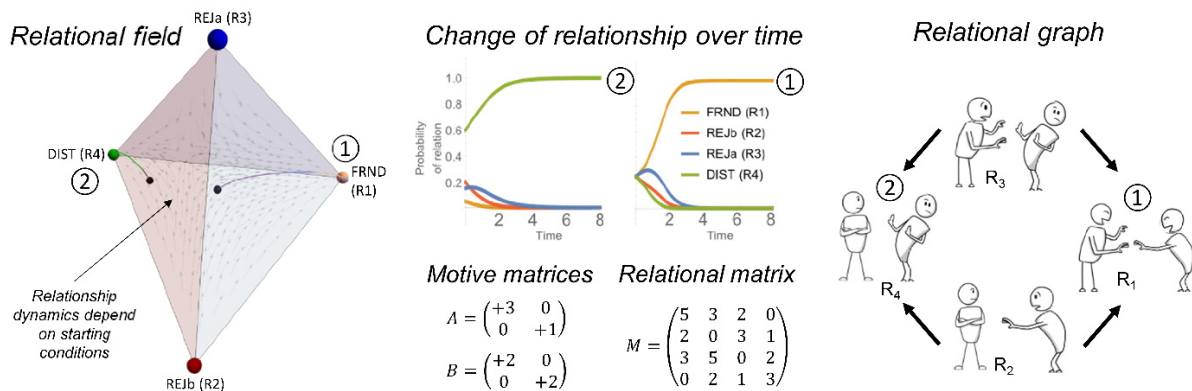 Relational field
REJa (R3)
DIST (R4)
②
①
FRND
(R1)
Relationship
dynamics depend
on starting
conditions
REJb (R2)
Change of relationship over time
Probability
of relation
1.0
0.8
0.6
0.4
0.2
2 4 6 8
Time
②
2 4 6 8
Time
①
FRND (R1)
REJb (R2)
REJa (R3)
DIST (R4)
Motive matrices
A = (+3 0
0 +1)
B = (+2 0
0 +2)
Relational matrix
M = (5 3 2 0
2 0 3 1
3 5 0 2
0 2 1 3)
Relational graph
R₃
②
①
R₄
R₁
R₂